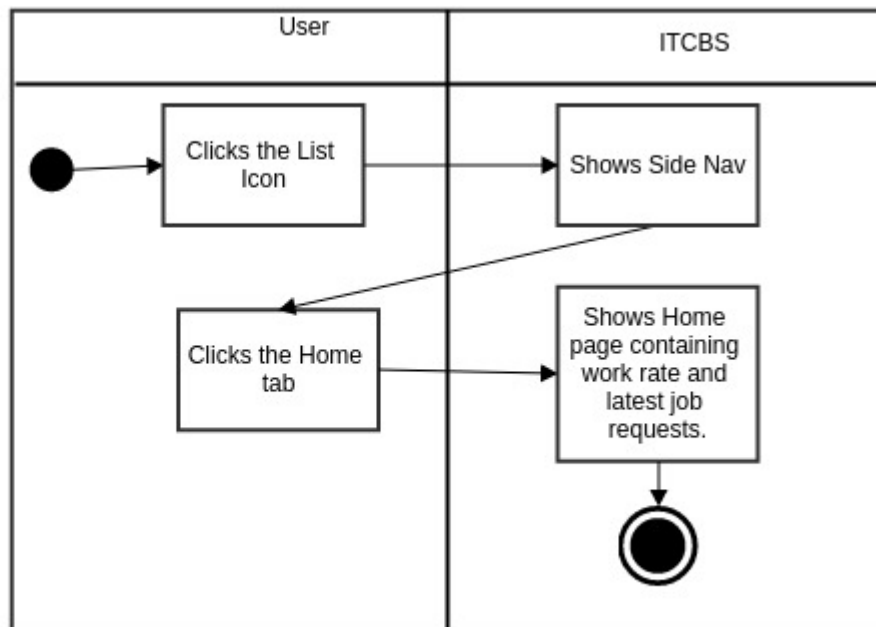 User
ITCBS
Clicks the List
Icon
Shows Side Nav
Clicks the Home
tab
Shows Home
page containing
work rate and
latest job
requests.